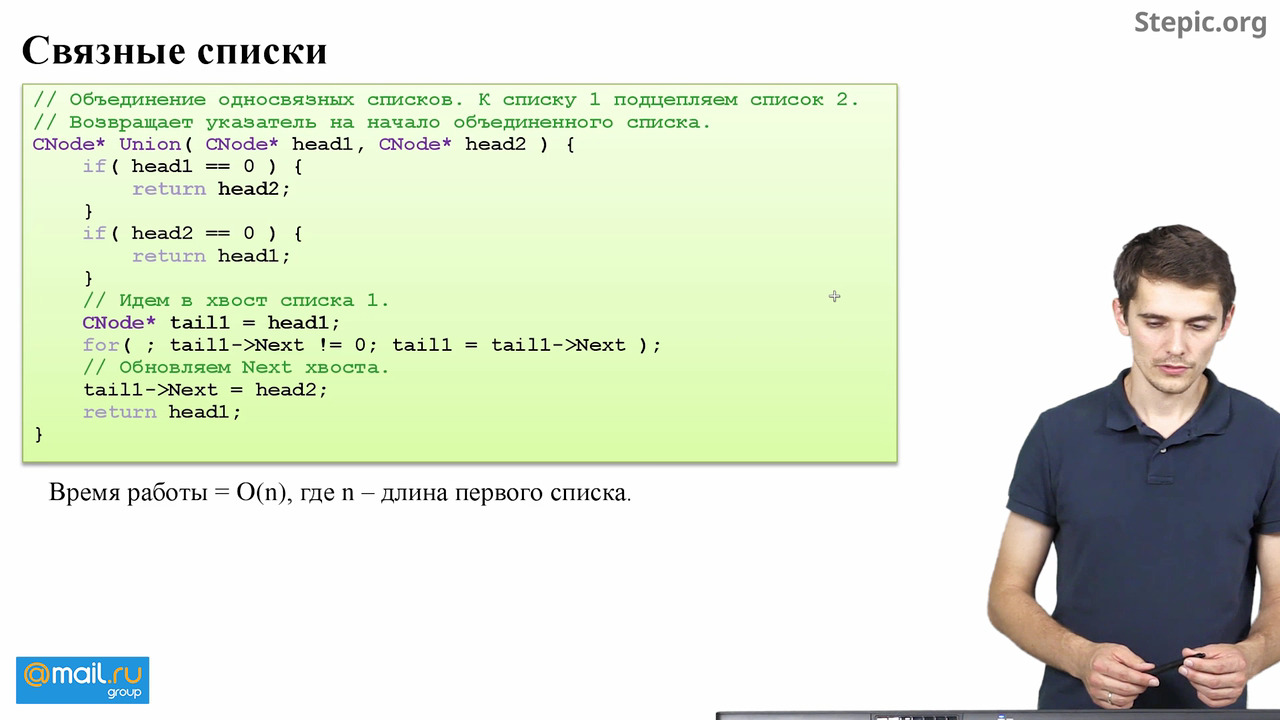 Stepic.org
Связные списки
// Объединение односвязных списков. К списку 1 подцепляем список 2.
// Возвращает указатель на начало объединенного списка.
CNode* Union( CNode* head1, CNode* head2 ) {
    if( head1 == 0 ) {
        return head2;
    }
    if( head2 == 0 ) {
        return head1;
    }
    // Идем в хвост списка 1.
    CNode* tail1 = head1;
    for( ; tail1->Next != 0; tail1 = tail1->Next );
    // Обновляем Next хвоста.
    tail1->Next = head2;
    return head1;
}
Время работы = O(n), где n – длина первого списка.
@mail.ru
group